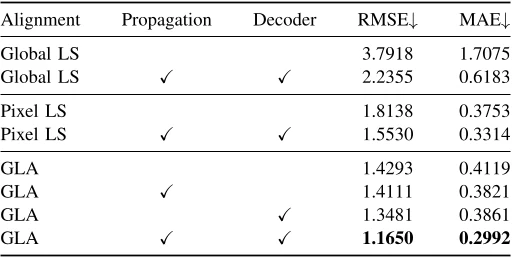 Alignment Propagation Decoder RMSE↓ MAE↓
Global LS 3.7918 1.7075
Global LS ✓ ✓ 2.2355 0.6183
Pixel LS 1.8138 0.3753
Pixel LS ✓ ✓ 1.5530 0.3314
GLA 1.4293 0.4119
GLA ✓ 1.4111 0.3821
GLA ✓ 1.3481 0.3861
GLA ✓ ✓ 1.1650 0.2992